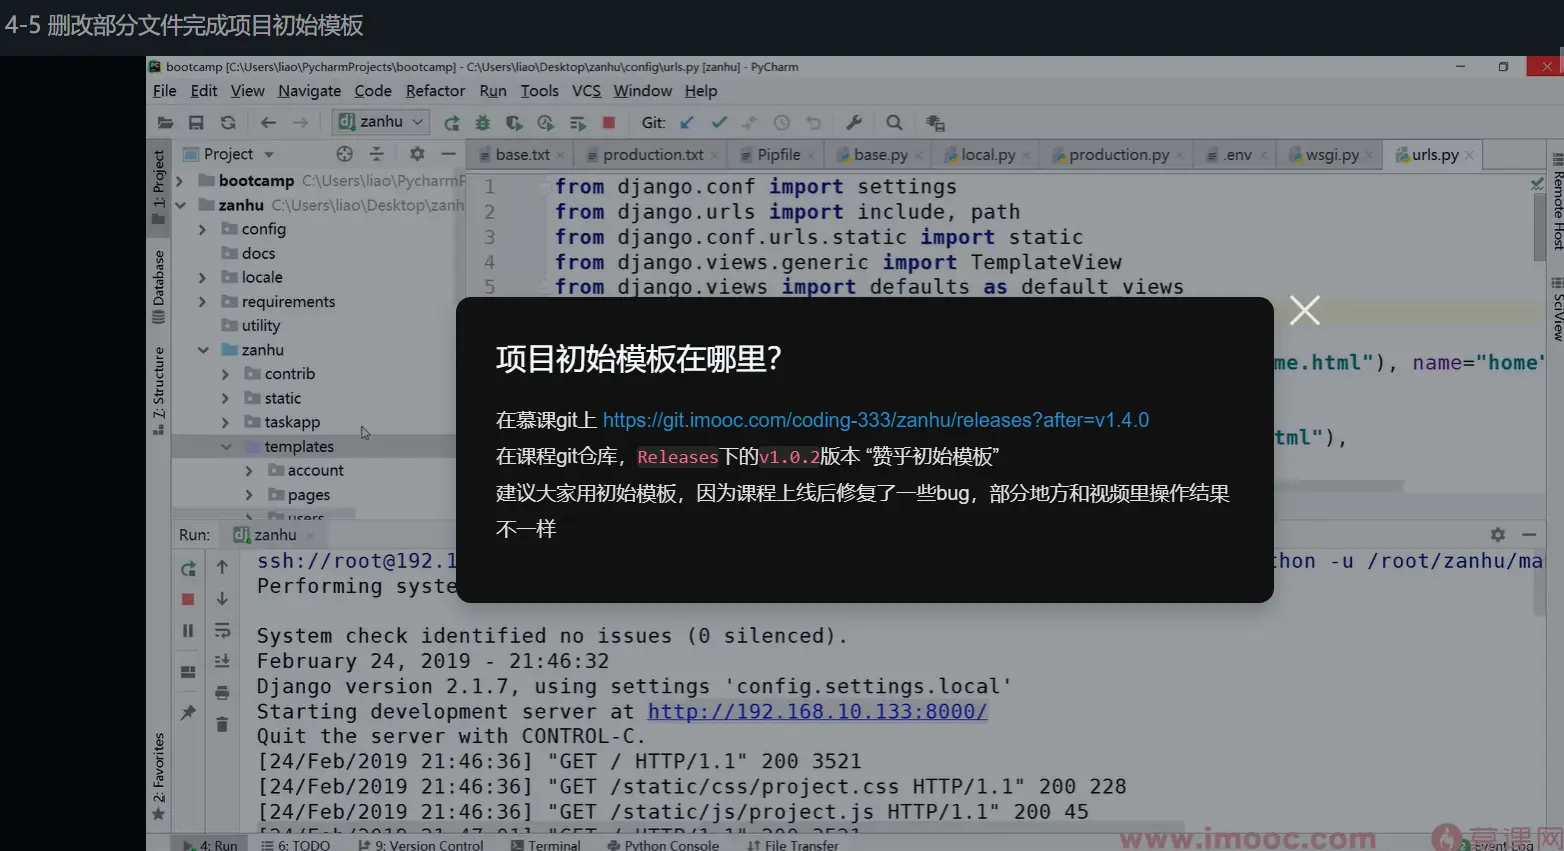 4-5 删改部分文件完成项目初始模板
bootcamp [C:\Users\liao\PycharmProjects\bootcamp] - C:\Users\liao\Desktop\zanhu\config\urls.py [zanhu] - PyCharm
File Edit View Navigate Code Refactor Run Tools VCS Window Help
zanhu Git:
Project
base.txt production.txt Pipfile base.py local.py production.py .env wsgi.py urls.py
1: Project
Database
7: Structure
2: Favorites
Remote Host
SciView
bootcamp C:\Users\liao\PycharmP
zanhu C:\Users\liao\Desktop\zanh
config
docs
locale
requirements
utility
zanhu
contrib
static
taskapp
templates
account
pages
users
1 from django.conf import settings
2 from django.urls import include, path
3 from django.conf.urls.static import static
4 from django.views.generic import TemplateView
5 from django.views import defaults as default_views
me.html"), name="home"
tml"),
项目初始模板在哪里？
在慕课git上 https://git.imooc.com/coding-333/zanhu/releases?after=v1.4.0
在课程git仓库，Releases下的v1.0.2版本 “赞乎初始模板”
建议大家用初始模板，因为课程上线后修复了一些bug，部分地方和视频里操作结果
不一样
Run: zanhu
ssh://root@192.1
thon -u /root/zanhu/ma
Performing syste
System check identified no issues (0 silenced).
February 24, 2019 - 21:46:32
Django version 2.1.7, using settings 'config.settings.local'
Starting development server at http://192.168.10.133:8000/
Quit the server with CONTROL-C.
[24/Feb/2019 21:46:36] "GET / HTTP/1.1" 200 3521
[24/Feb/2019 21:46:36] "GET /static/css/project.css HTTP/1.1" 200 228
[24/Feb/2019 21:46:36] "GET /static/js/project.js HTTP/1.1" 200 45
[24/Feb/2019 21:47:01] "GET / HTTP/1.1" 200 3521
www.imooc.com 慕课网
4: Run 6: TODO 9: Version Control Terminal Python Console File Transfer 2 Event Log